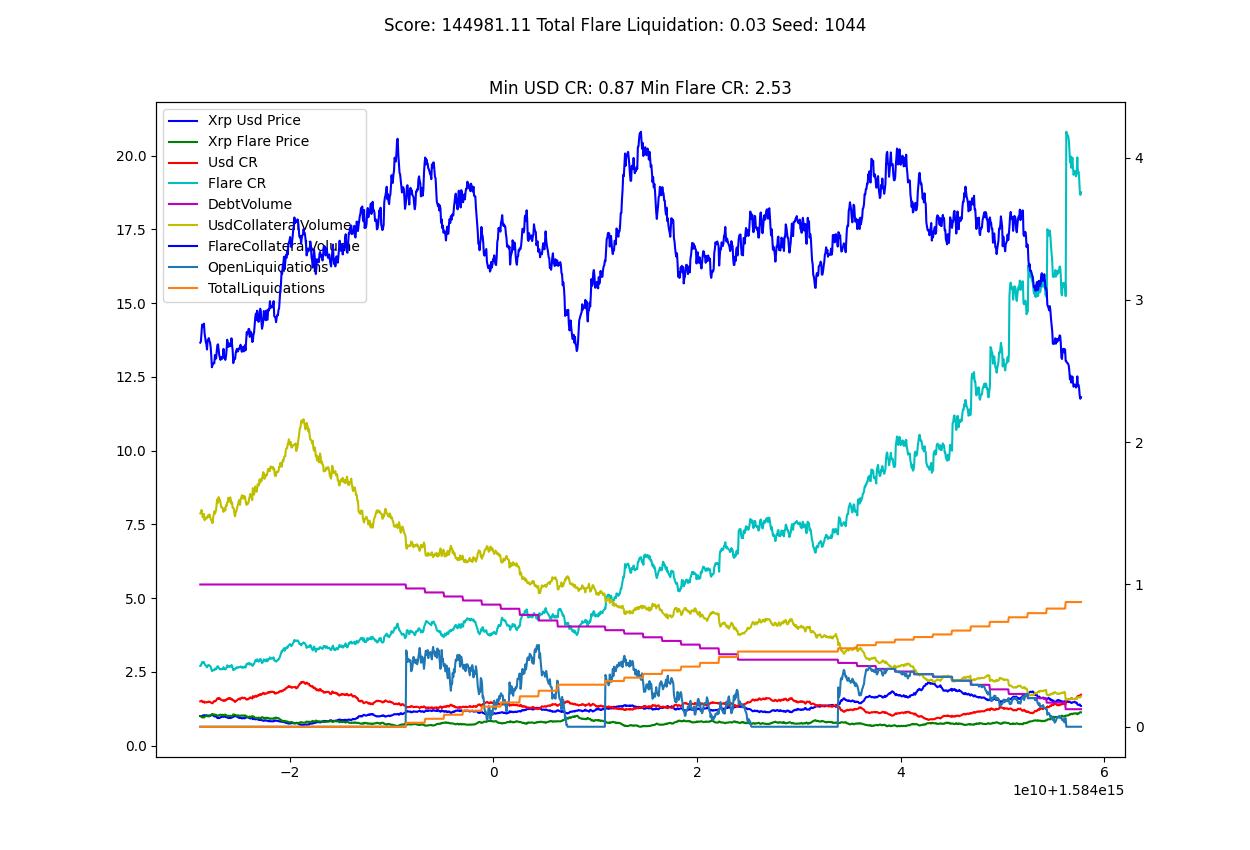 Score: 144981.11 Total Flare Liquidation: 0.03 Seed: 1044
Min USD CR: 0.87 Min Flare CR: 2.53
Xrp Usd Price
Xrp Flare Price
Usd CR
Flare CR
DebtVolume
UsdCollateralVolume
FlareCollateralVolume
OpenLiquidations
TotalLiquidations
20.0
17.5
15.0
12.5
10.0
7.5
5.0
2.5
0.0
4
3
2
1
0
−2
0
2
4
6
1e10+1.584e15